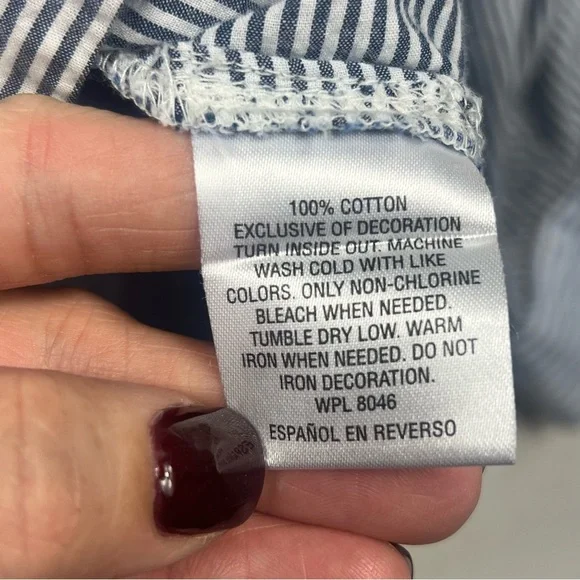 100% COTTON
EXCLUSIVE OF DECORATION
TURN INSIDE OUT. MACHINE
WASH COLD WITH LIKE
COLORS. ONLY NON-CHLORINE
BLEACH WHEN NEEDED.
TUMBLE DRY LOW. WARM
IRON WHEN NEEDED. DO NOT
IRON DECORATION.
WPL 8046
ESPAÑOL EN REVERSO